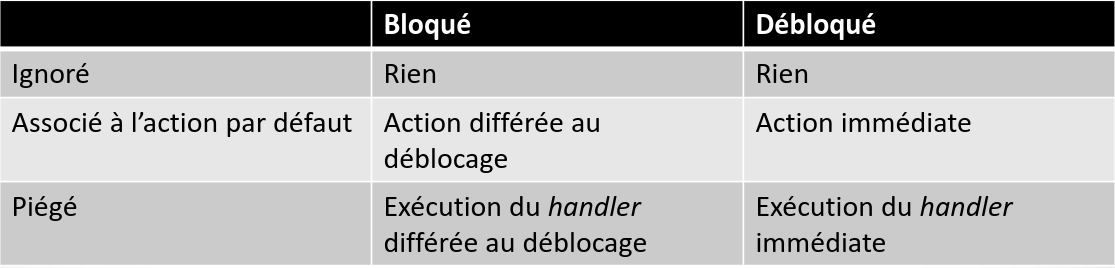 Bloqué Débloqué
Ignoré Rien Rien
Associé à l’action par défaut Action différée au déblocage Action immédiate
Piégé Exécution du handler différée au déblocage Exécution du handler immédiate